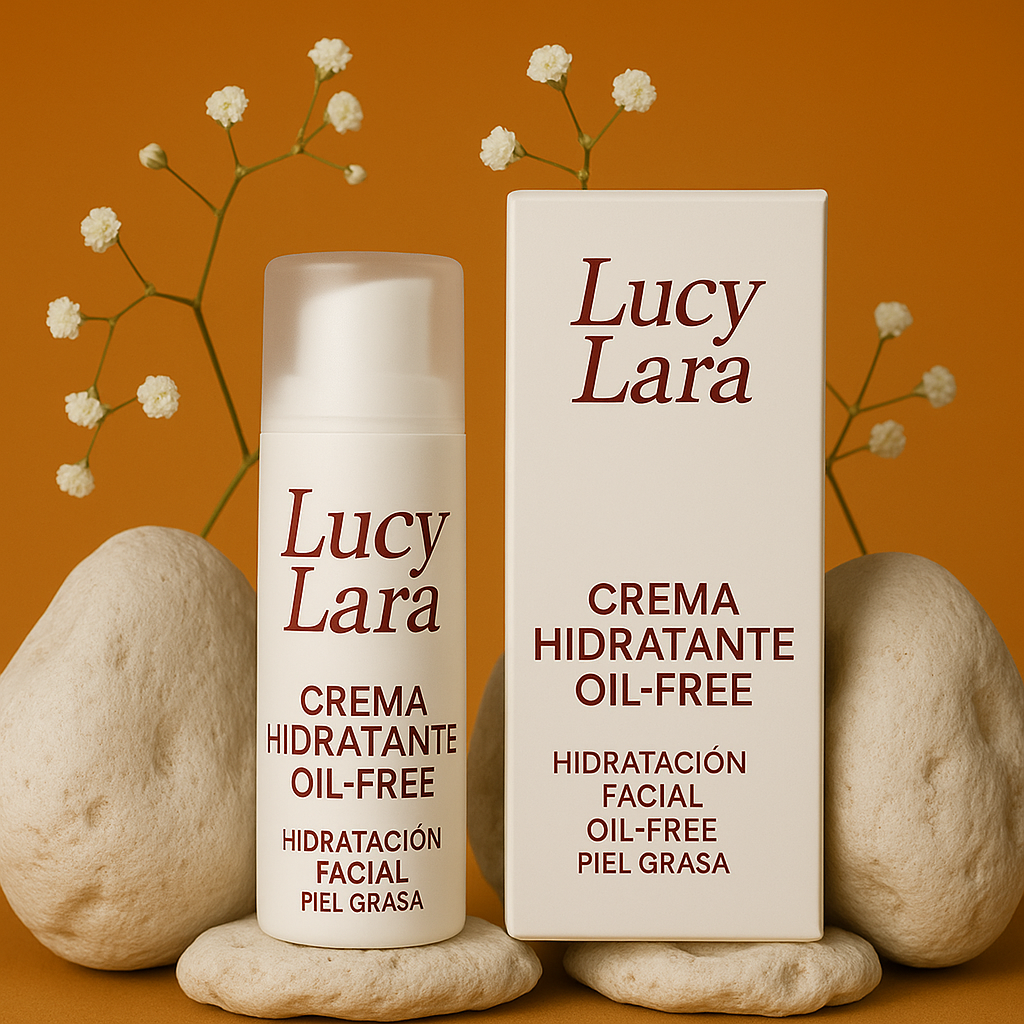 Lucy
Lara
CREMA
HIDRATANTE
OIL-FREE
HIDRATACIÓN
FACIAL
PIEL GRASA
Lucy
Lara
CREMA
HIDRATANTE
OIL-FREE
HIDRATACIÓN
FACIAL
OIL-FREE
PIEL GRASA